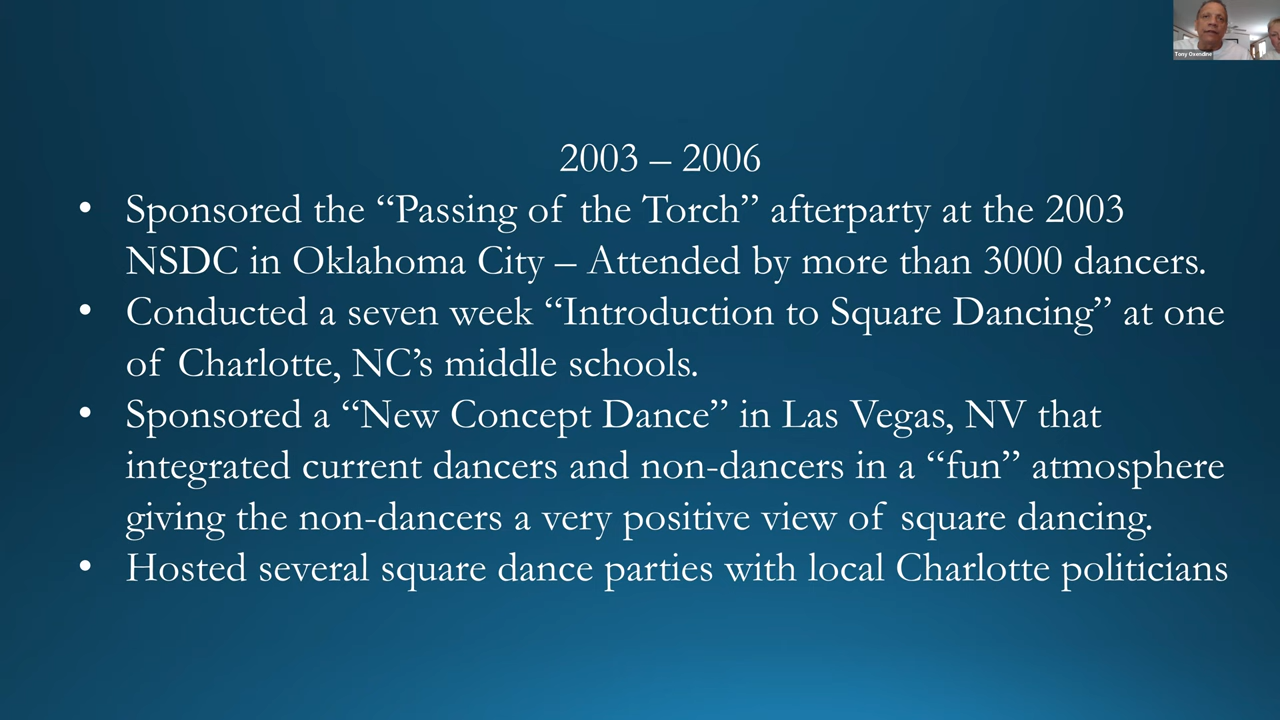 Tony Oxendine
2003 – 2006
• Sponsored the “Passing of the Torch” afterparty at the 2003
NSDC in Oklahoma City – Attended by more than 3000 dancers.
• Conducted a seven week “Introduction to Square Dancing” at one
of Charlotte, NC’s middle schools.
• Sponsored a “New Concept Dance” in Las Vegas, NV that
integrated current dancers and non-dancers in a “fun” atmosphere
giving the non-dancers a very positive view of square dancing.
• Hosted several square dance parties with local Charlotte politicians